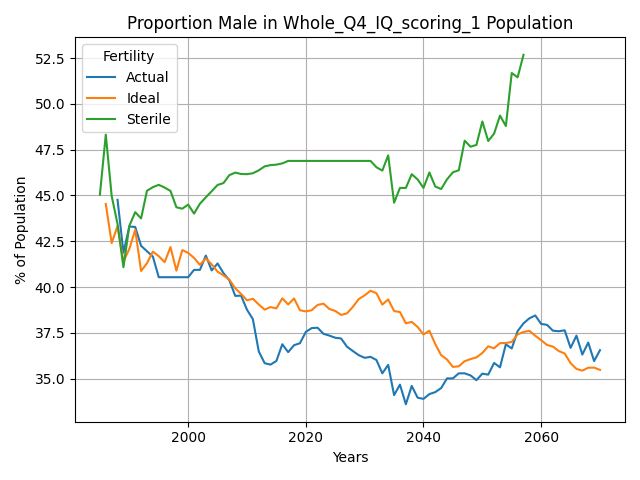 Proportion Male in Whole_Q4_IQ_scoring_1 Population
Fertility
Actual
Ideal
Sterile
% of Population
52.5
50.0
47.5
45.0
42.5
40.0
37.5
35.0
2000
2020
2040
2060
Years